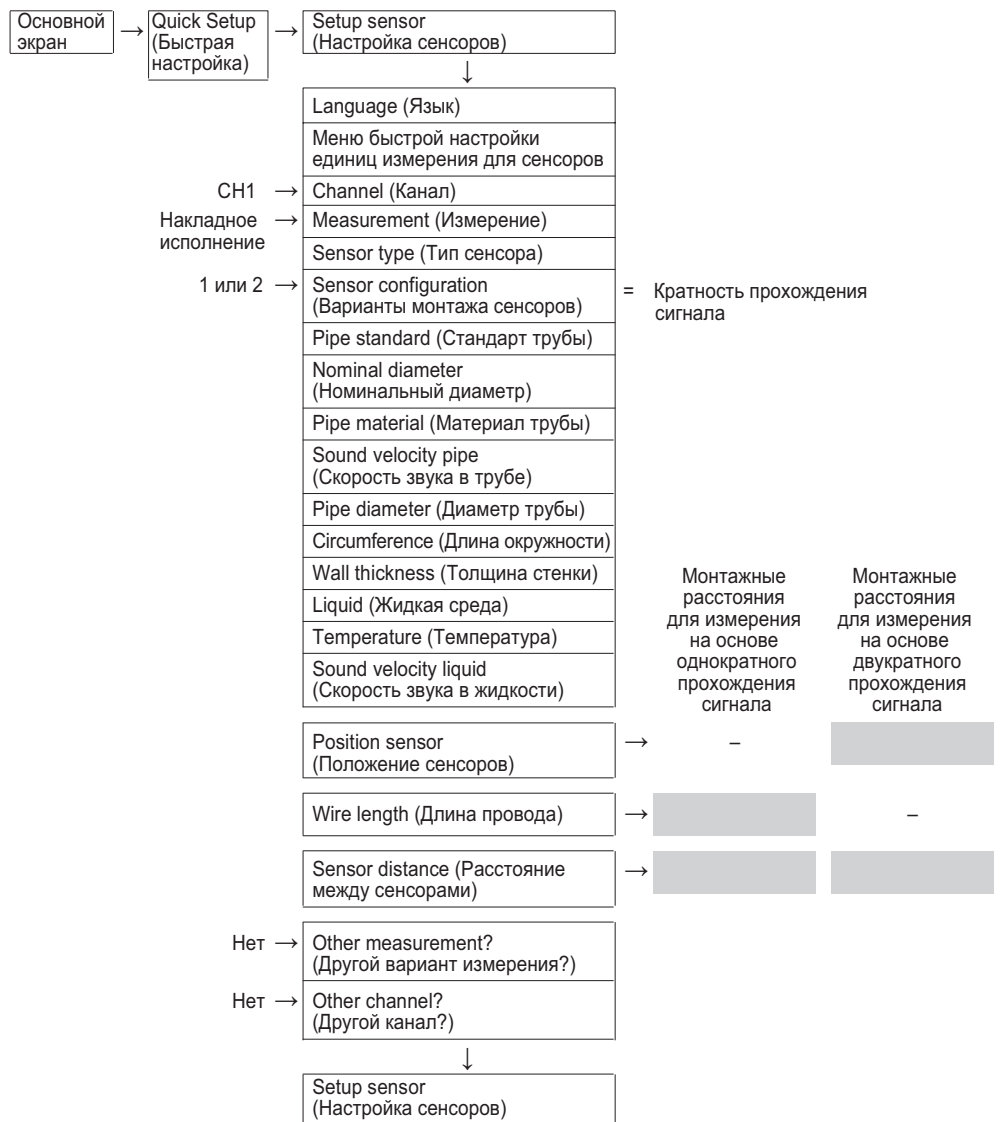 Основной
экран
→
Quick Setup
(Быстрая
настройка)
→
Setup sensor
(Настройка сенсоров)
↓
Language (Язык)
Меню быстрой настройки
единиц измерения для сенсоров
CH1 → Channel (Канал)
Накладное
исполнение
→ Measurement (Измерение)
Sensor type (Тип сенсора)
1 или 2 → Sensor configuration
(Варианты монтажа сенсоров)
= Кратность прохождения
сигнала
Pipe standard (Стандарт трубы)
Nominal diameter
(Номинальный диаметр)
Pipe material (Материал трубы)
Sound velocity pipe
(Скорость звука в трубе)
Pipe diameter (Диаметр трубы)
Circumference (Длина окружности)
Wall thickness (Толщина стенки)
Liquid (Жидкая среда)
Temperature (Температура)
Sound velocity liquid
(Скорость звука в жидкости)
Монтажные
расстояния
для измерения
на основе
однократного
прохождения
сигнала
Монтажные
расстояния
для измерения
на основе
двукратного
прохождения
сигнала
Position sensor
(Положение сенсоров)
→ –
Wire length (Длина провода) → –
Sensor distance (Расстояние
между сенсорами)
→
Нет → Other measurement?
(Другой вариант измерения?)
Нет → Other channel?
(Другой канал?)
↓
Setup sensor
(Настройка сенсоров)